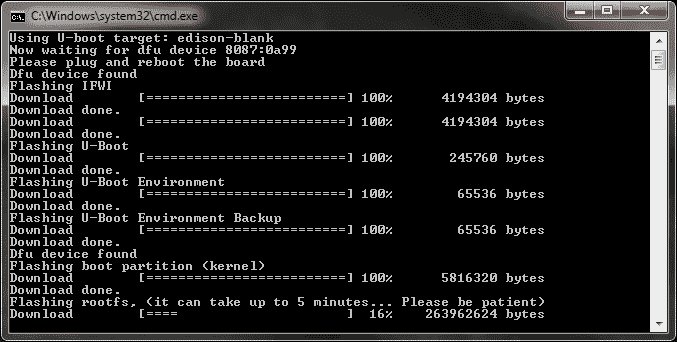 C:\Windows\system32\cmd.exe
Using U-boot target: edison-blank
Now waiting for dfu device 8087:0a99
Please plug and reboot the board
Dfu device found
Flashing IFWI
Download [=========================] 100% 4194304 bytes
Download done.
Download [=========================] 100% 4194304 bytes
Download done.
Flashing U-Boot
Download [=========================] 100% 245760 bytes
Download done.
Flashing U-Boot Environment
Download [=========================] 100% 65536 bytes
Download done.
Flashing U-Boot Environment Backup
Download [=========================] 100% 65536 bytes
Download done.
Dfu device found
Flashing boot partition (kernel)
Download [=========================] 100% 5816320 bytes
Download done.
Flashing rootfs, (it can take up to 5 minutes... Please be patient)
Download [====                     ] 16% 263962624 bytes